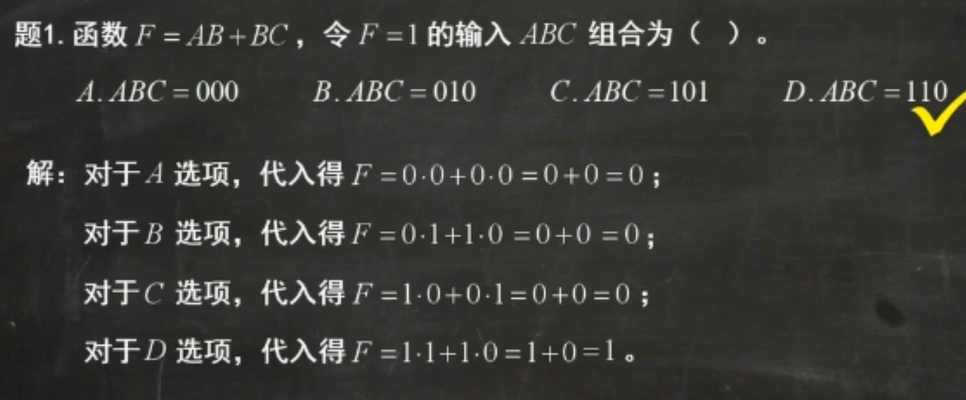 题1. 函数 F = AB+BC ，令 F =1 的输入 ABC 组合为（ ）。
A. ABC = 000 B. ABC = 010 C. ABC = 101 D. ABC = 110
解：对于 A 选项，代入得 F = 0·0+0·0 = 0+0 = 0；
对于 B 选项，代入得 F = 0·1+1·0 = 0+0 = 0；
对于 C 选项，代入得 F = 1·0+0·1 = 0+0 = 0；
对于 D 选项，代入得 F = 1·1+1·0 = 1+0 = 1。